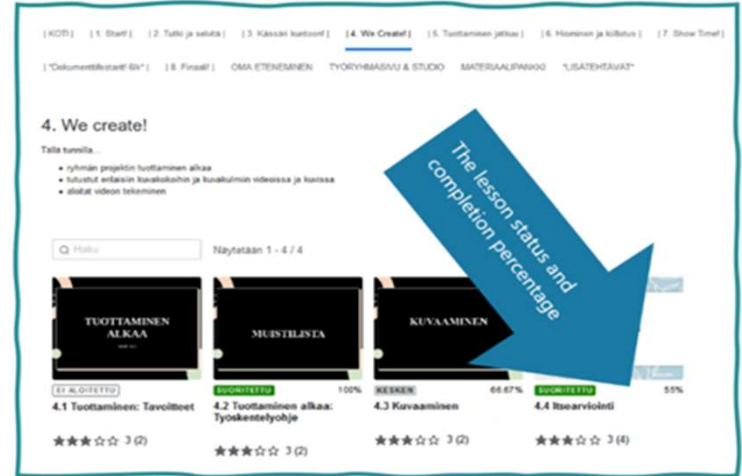 | KOTI | | 1. Start! | | 2. Tutki ja selvitä | | 3. Kässäri kuntoon! | | 4. We Create! | | 5. Tuottaminen jatkuu | | 6. Hiominen ja kiillotus | | 7. Show Time! |
| "Dokumenttifestarit 6lk" | | 8. Finaali! | OMA ETENEMINEN TYÖRYHMÄSIVU & STUDIO MATERIAALIPANKKI *LISÄTEHTÄVÄT*
4. We create!
Tällä tunnilla...
• ryhmän projektin tuottaminen alkaa
• tutustut erilaisiin kuvakokoihin ja kuvakulmiin videoissa ja kuvissa
• aloitat videon tekeminen
The lesson status and
completion percentage
Haku
Näytetään 1 - 4 / 4
TUOTTAMINEN
ALKAA
MUISTILISTA
KUVAAMINEN
EI ALOITETTU
SUORITETTU 100%
KESKEN 66.67%
SUORITETTU 55%
4.1 Tuottaminen: Tavoitteet
4.2 Tuottaminen alkaa:
Työskentelyohje
4.3 Kuvaaminen
4.4 Itsearviointi
★★★☆☆ 3 (2)
★★★☆☆ 3 (2)
★★★☆☆ 3 (2)
★★★☆☆ 3 (4)